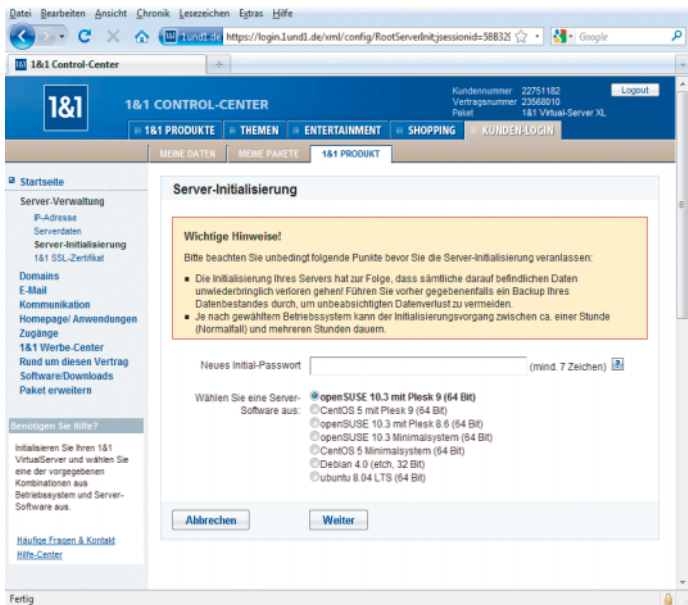 Datei Bearbeiten Ansicht Chronik Lesezeichen Extras Hilfe
1und1.de https://login.1und1.de/xml/config/RootServerInit;jsessionid=58B32
Google
1&1 Control-Center
1&1
1&1 CONTROL-CENTER
Kundennummer 22751182
Vertragsnummer 23568010
Paket 1&1 Virtual-Server XL
Logout
1&1 PRODUKTE THEMEN ENTERTAINMENT SHOPPING KUNDEN-LOGIN
MEINE DATEN MEINE PAKETE 1&1 PRODUKT
Startseite
Server-Verwaltung
IP-Adresse
Serverdaten
Server-Initialisierung
1&1 SSL-Zertifikat
Domains
E-Mail
Kommunikation
Homepage/ Anwendungen
Zugänge
1&1 Werbe-Center
Rund um diesen Vertrag
Software/Downloads
Paket erweitern
Benötigen Sie Hilfe?
Initialisieren Sie Ihren 1&1
VirtualServer und wählen Sie
eine der vorgegebenen
Kombinationen aus
Betriebssystem und Server-
Software aus.
Häufige Fragen & Kontakt
Hilfe-Center
Server-Initialisierung
Wichtige Hinweise!
Bitte beachten Sie unbedingt folgende Punkte bevor Sie die Server-Initialisierung veranlassen:
Die Initialisierung Ihres Servers hat zur Folge, dass sämtliche darauf befindlichen Daten
unwiederbringlich verloren gehen! Führen Sie vorher gegebenenfalls ein Backup Ihres
Datenbestandes durch, um unbeabsichtigten Datenverlust zu vermeiden.
Je nach gewähltem Betriebssystem kann der Initialisierungsvorgang zwischen ca. einer Stunde
(Normalfall) und mehreren Stunden dauern.
Neues Initial-Passwort (mind. 7 Zeichen) ?
Wählen Sie eine Server-
Software aus:
openSUSE 10.3 mit Plesk 9 (64 Bit)
CentOS 5 mit Plesk 9 (64 Bit)
openSUSE 10.3 mit Plesk 8.6 (64 Bit)
openSUSE 10.3 Minimalsystem (64 Bit)
CentOS 5 Minimalsystem (64 Bit)
Debian 4.0 (etch, 32 Bit)
ubuntu 8.04 LTS (64 Bit)
Abbrechen Weiter
Fertig